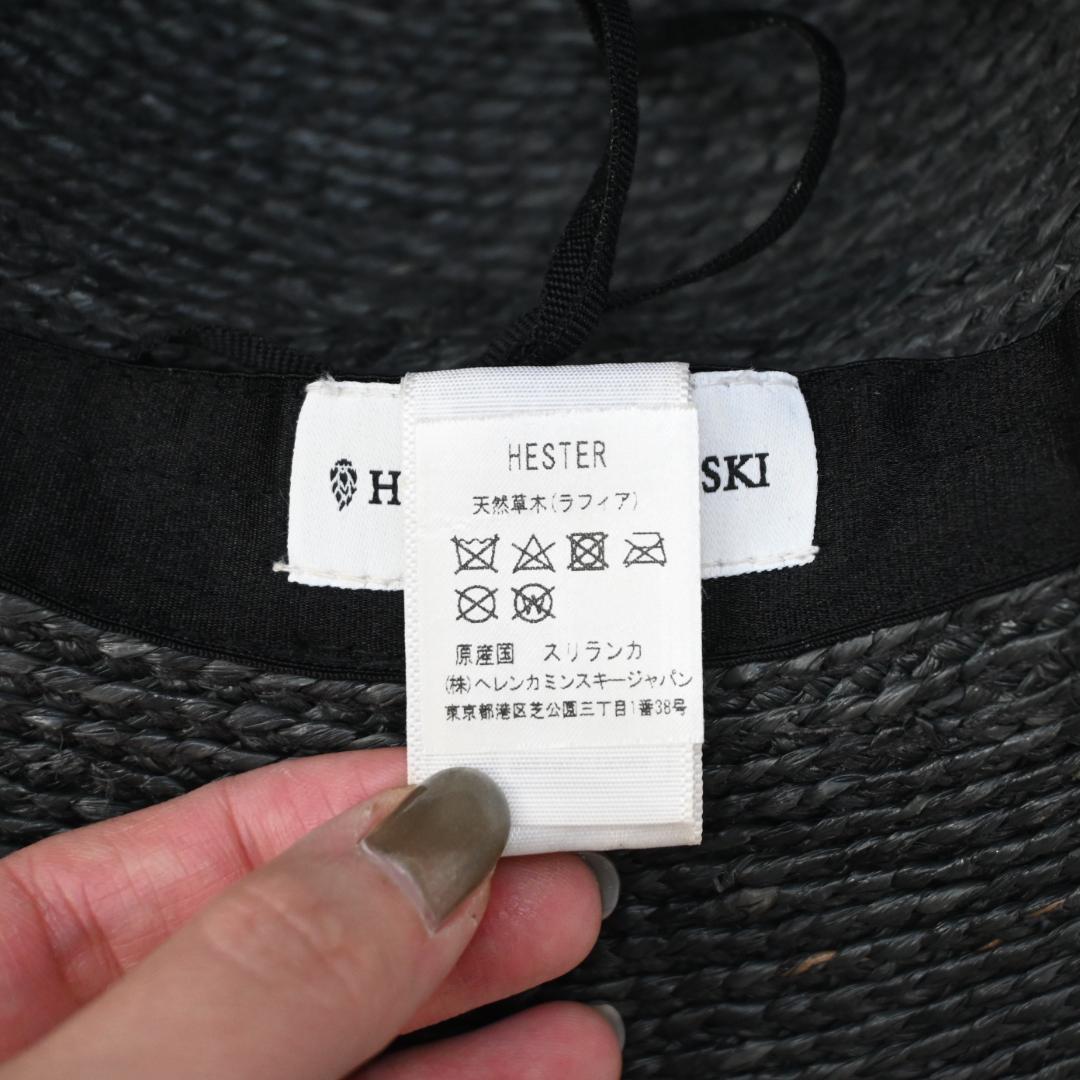 H SKI
HESTER
天然草木(ラフィア)
原産国 スリランカ
(株)ヘレンカミンスキージャパン
東京都港区芝公園三丁目1番38号